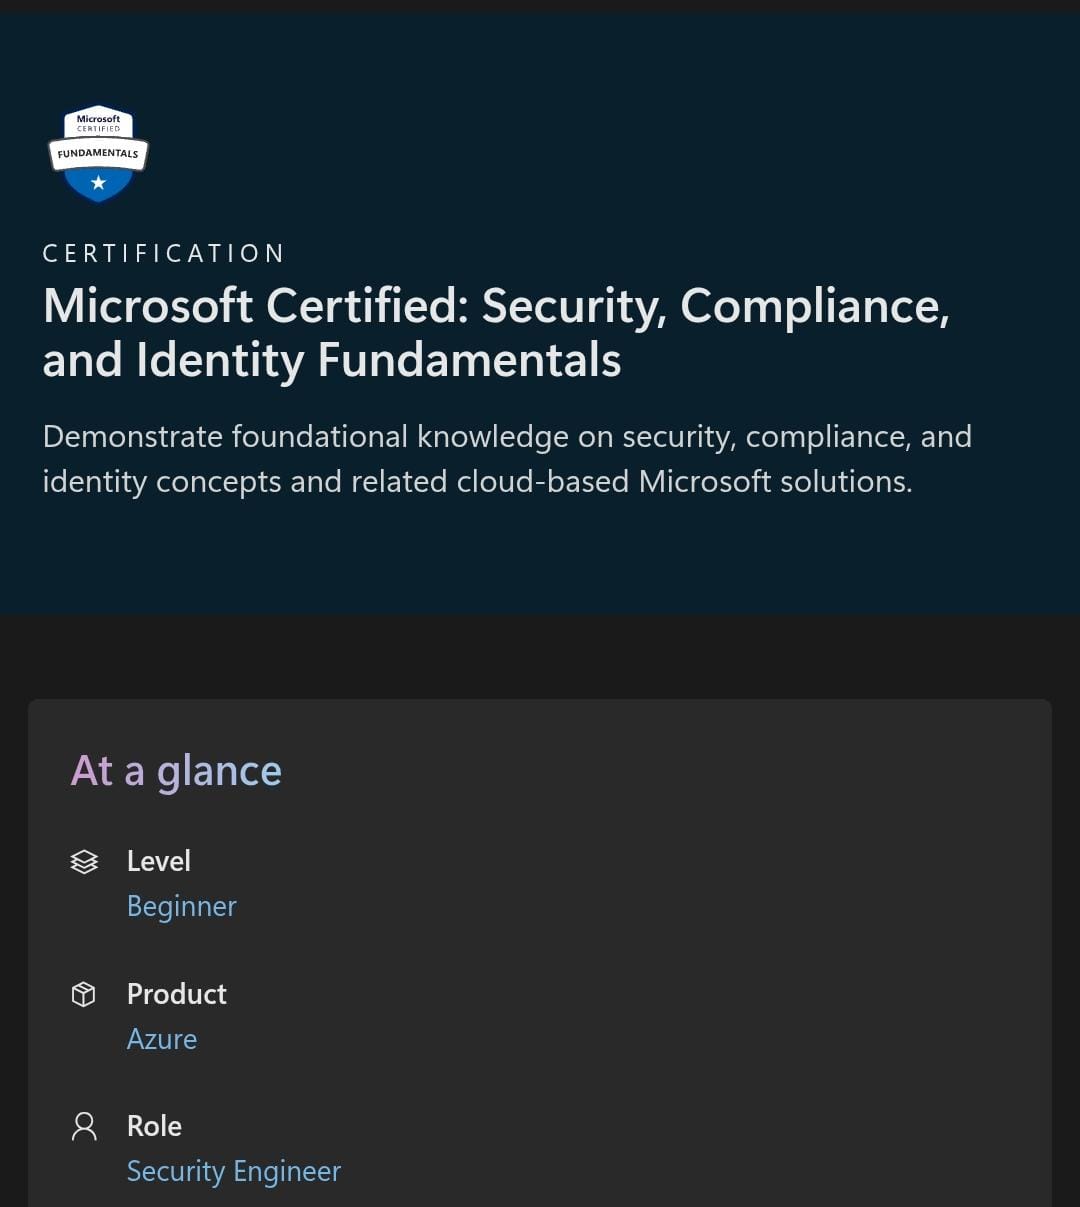 Microsoft
CERTIFIED
FUNDAMENTALS
CERTIFICATION
Microsoft Certified: Security, Compliance,
and Identity Fundamentals
Demonstrate foundational knowledge on security, compliance, and
identity concepts and related cloud-based Microsoft solutions.
At a glance
Level
Beginner
Product
Azure
Role
Security Engineer